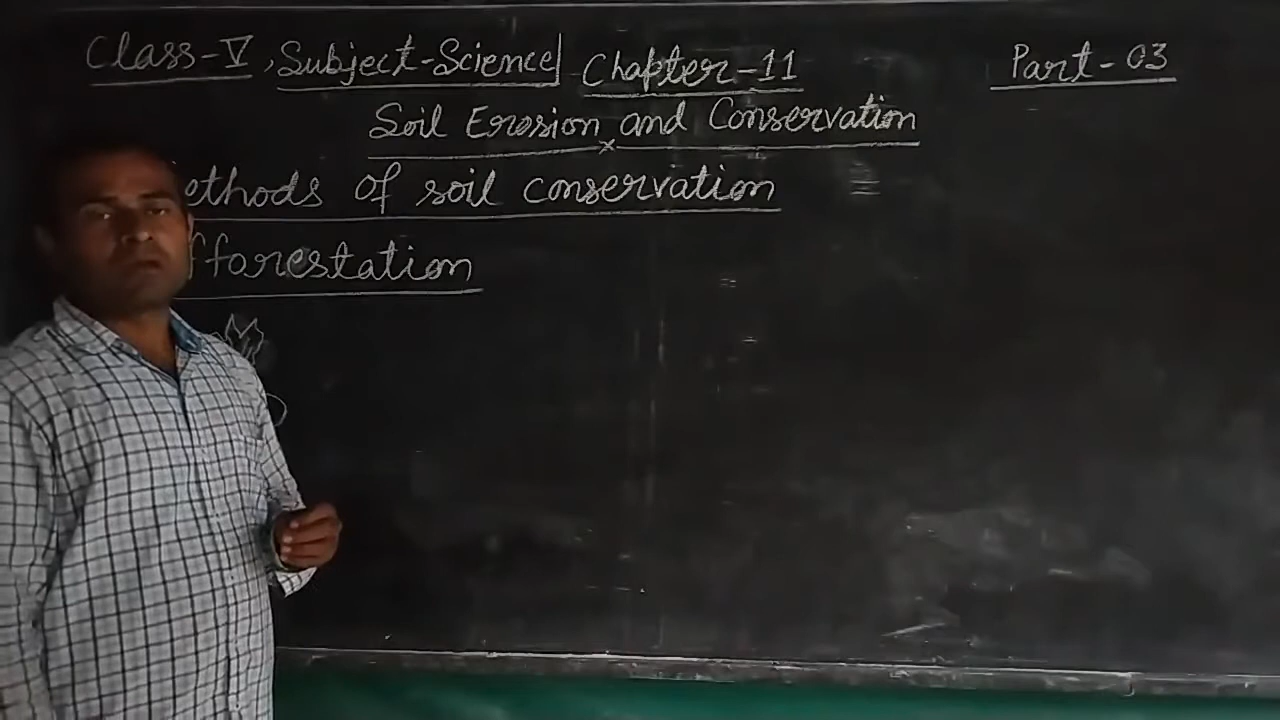 Class-V, Subject-Science| Chapter-11 Part-03
Soil Erosion and Conservation
ethods of soil conservation
fforestation